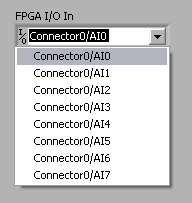 FPGA I/O In
I/O Connector0/AI0
Connector0/AI0
Connector0/AI1
Connector0/AI2
Connector0/AI3
Connector0/AI4
Connector0/AI5
Connector0/AI6
Connector0/AI7